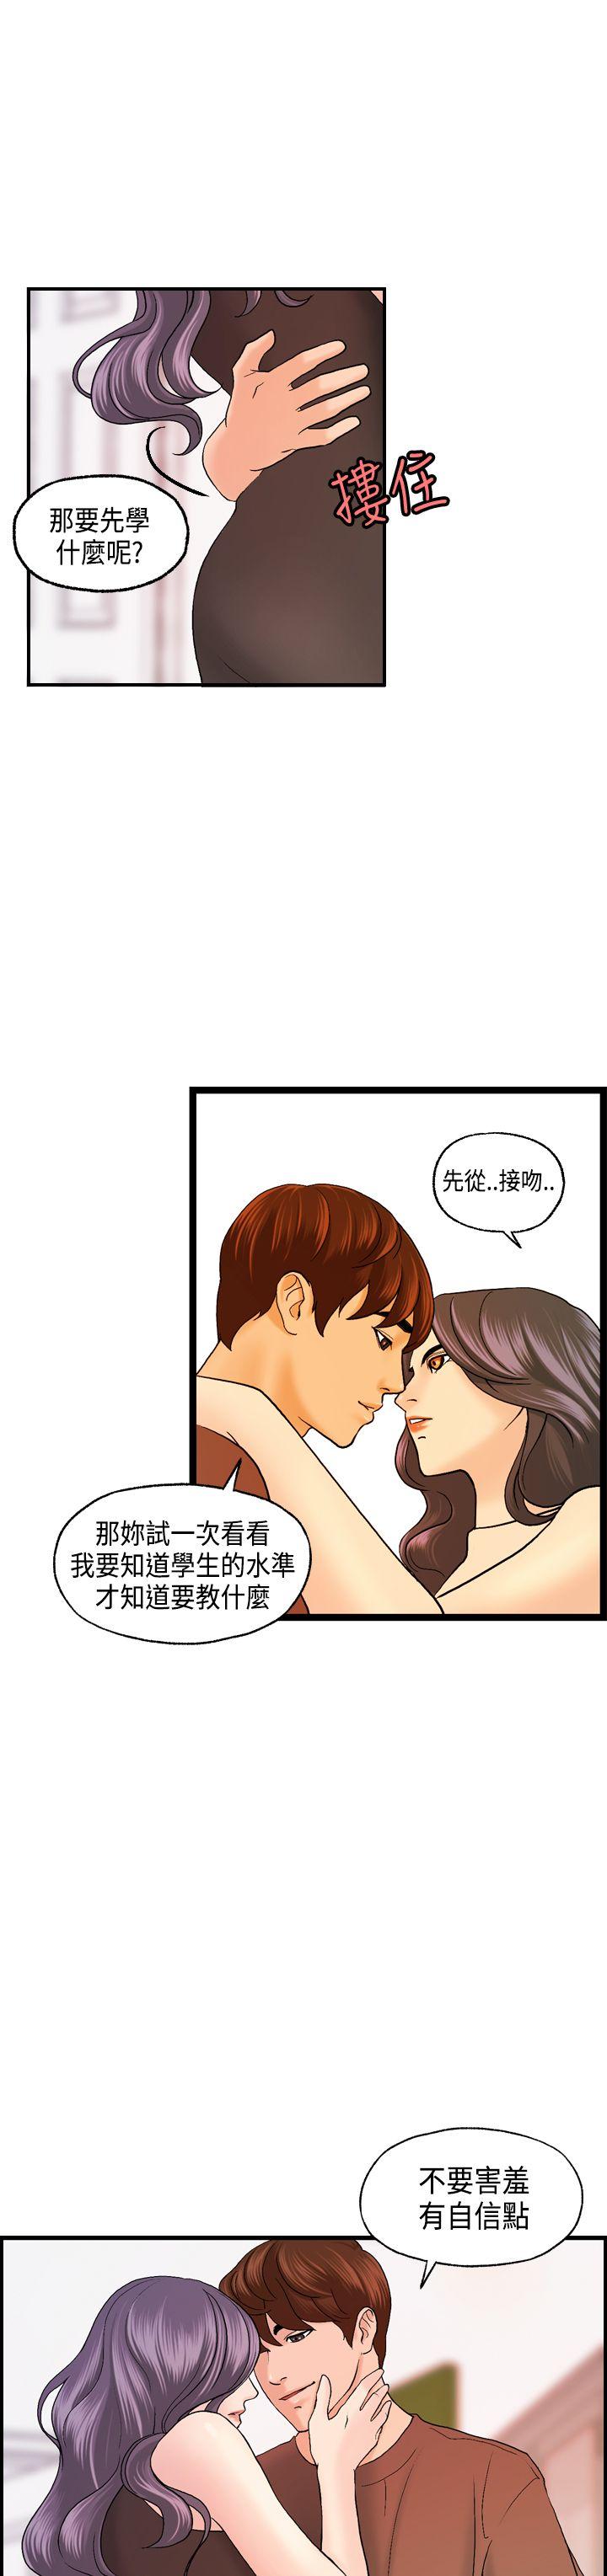 那要先學
什麼呢?
摟住
先從..接吻..
那妳試一次看看
我要知道學生的水準
才知道要教什麼
不要害羞
有自信點